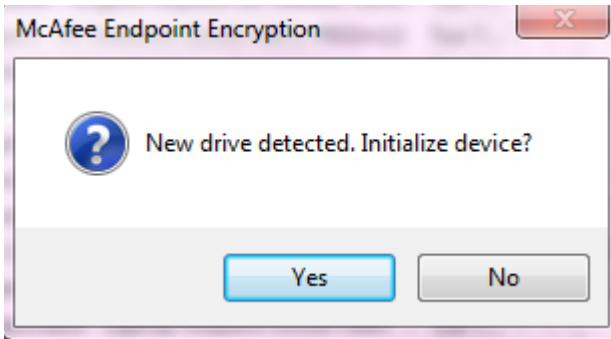 McAfee Endpoint Encryption
New drive detected. Initialize device?
Yes
No